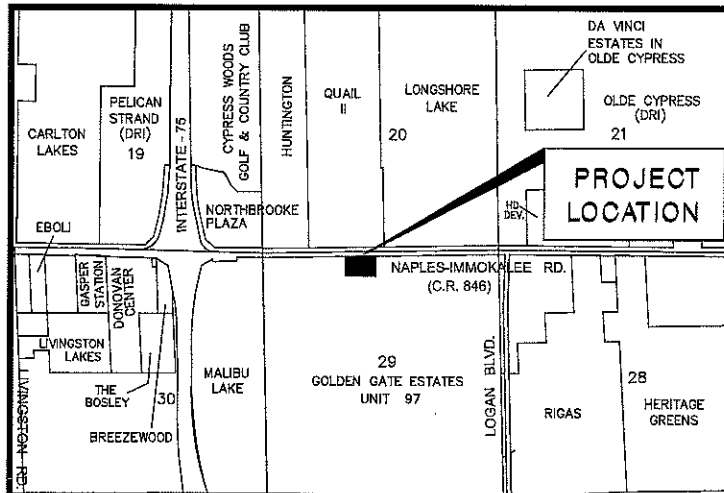 DA VINCI
ESTATES IN
OLDE CYPRESS
CARLTON
LAKES
PELICAN
STRAND
(DRI)
19
INTERSTATE-75
CYPRESS WOODS
GOLF & COUNTRY CLUB
HUNTINGTON
QUAIL
II
20
LONGSHORE
LAKE
OLDE CYPRESS
(DRI)
21
PROJECT
LOCATION
HD
DEV.
NORTHBROOKE
PLAZA
EBOLI
NAPLES-IMMOKALEE RD.
(C.R. 846)
GASPER
STATION
DONOVAN
CENTER
LIVINGSTON
LAKES
LIVINGSTON RD.
THE
BOSLEY
30
BREEZEWOOD
MALIBU
LAKE
29
GOLDEN GATE ESTATES
UNIT 97
LOGAN BLVD.
RIGAS
28
HERITAGE
GREENS